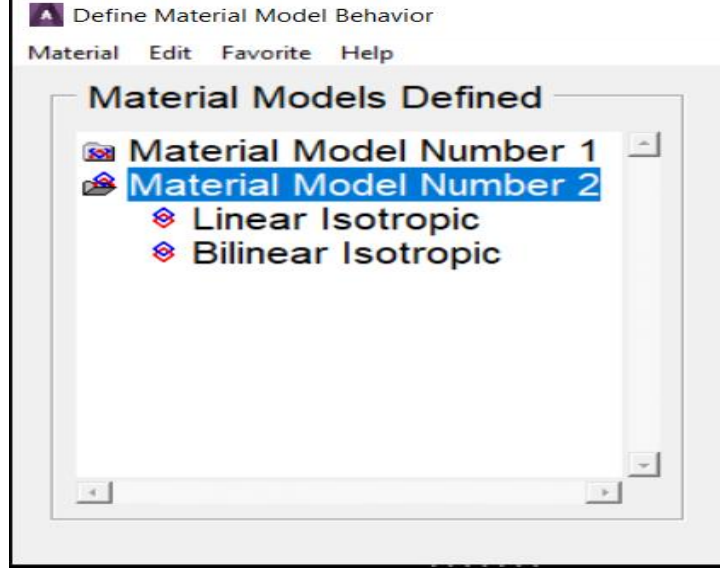 Define Material Model Behavior
Material Edit Favorite Help
Material Models Defined
Material Model Number 1
Material Model Number 2
Linear Isotropic
Bilinear Isotropic